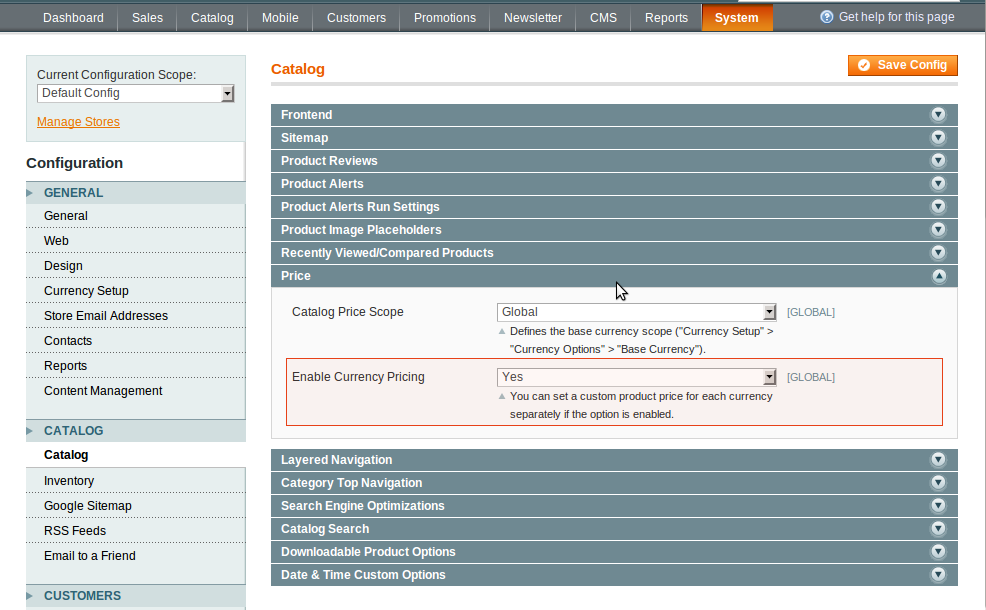 Dashboard Sales Catalog Mobile Customers Promotions Newsletter CMS Reports System Get help for this page
Current Configuration Scope:
Default Config
Manage Stores
Configuration
GENERAL
General
Web
Design
Currency Setup
Store Email Addresses
Contacts
Reports
Content Management
CATALOG
Catalog
Inventory
Google Sitemap
RSS Feeds
Email to a Friend
CUSTOMERS
Catalog
Save Config
Frontend
Sitemap
Product Reviews
Product Alerts
Product Alerts Run Settings
Product Image Placeholders
Recently Viewed/Compared Products
Price
Catalog Price Scope Global [GLOBAL]
Defines the base currency scope ("Currency Setup" >
"Currency Options" > "Base Currency").
Enable Currency Pricing Yes [GLOBAL]
You can set a custom product price for each currency
separately if the option is enabled.
Layered Navigation
Category Top Navigation
Search Engine Optimizations
Catalog Search
Downloadable Product Options
Date & Time Custom Options